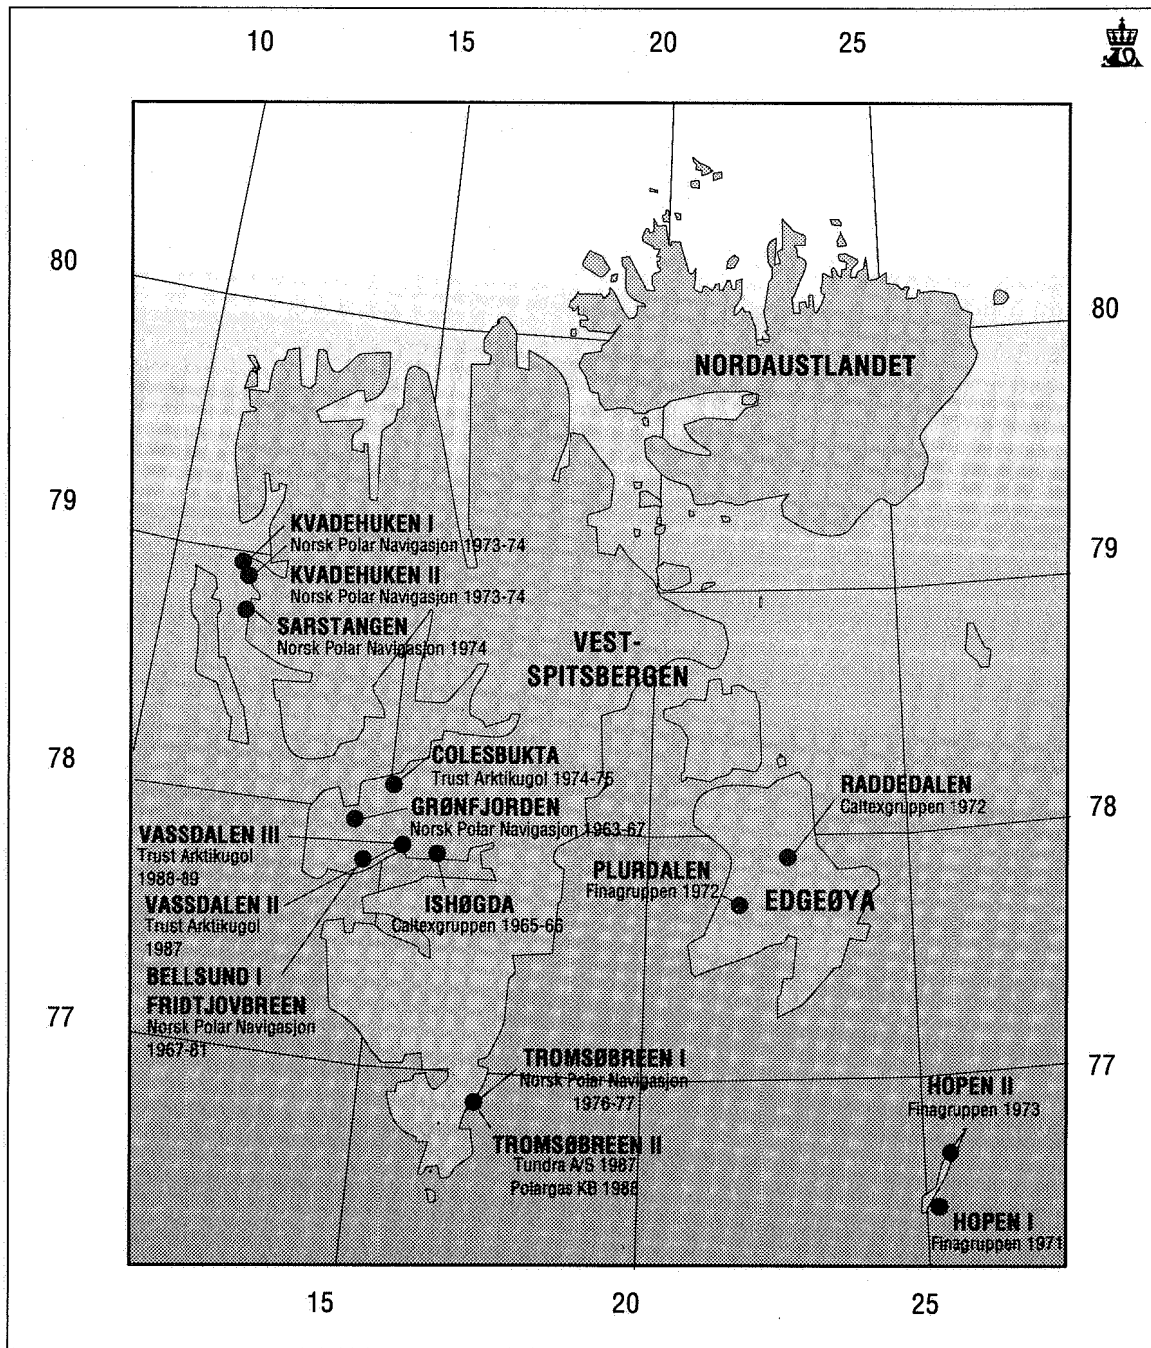 10 15 20 25
80
80
NORDAUSTLANDET
79
79
KVADEHUKEN I
Norsk Polar Navigasjon 1973-74
KVADEHUKEN II
Norsk Polar Navigasjon 1973-74
SARSTANGEN
Norsk Polar Navigasjon 1974
VEST-
SPITSBERGEN
78
78
COLESBUKTA
Trust Arktikugol 1974-75
GRØNFJORDEN
Norsk Polar Navigasjon 1963-67
RADDEDALEN
Caltexgruppen 1972
VASSDALEN III
Trust Arktikugol
1988-89
PLURDALEN
Finagruppen 1972
EDGEØYA
VASSDALEN II
Trust Arktikugol
1987
ISHØGDA
Caltexgruppen 1965-66
BELLSUND I
FRIDTJOVBREEN
Norsk Polar Navigasjon
1967-81
77
77
TROMSØBREEN I
Norsk Polar Navigasjon
1976-77
HOPEN II
Finagruppen 1973
TROMSØBREEN II
Tundra A/S 1987
Polargas KB 1988
HOPEN I
Finagruppen 1971
15 20 25